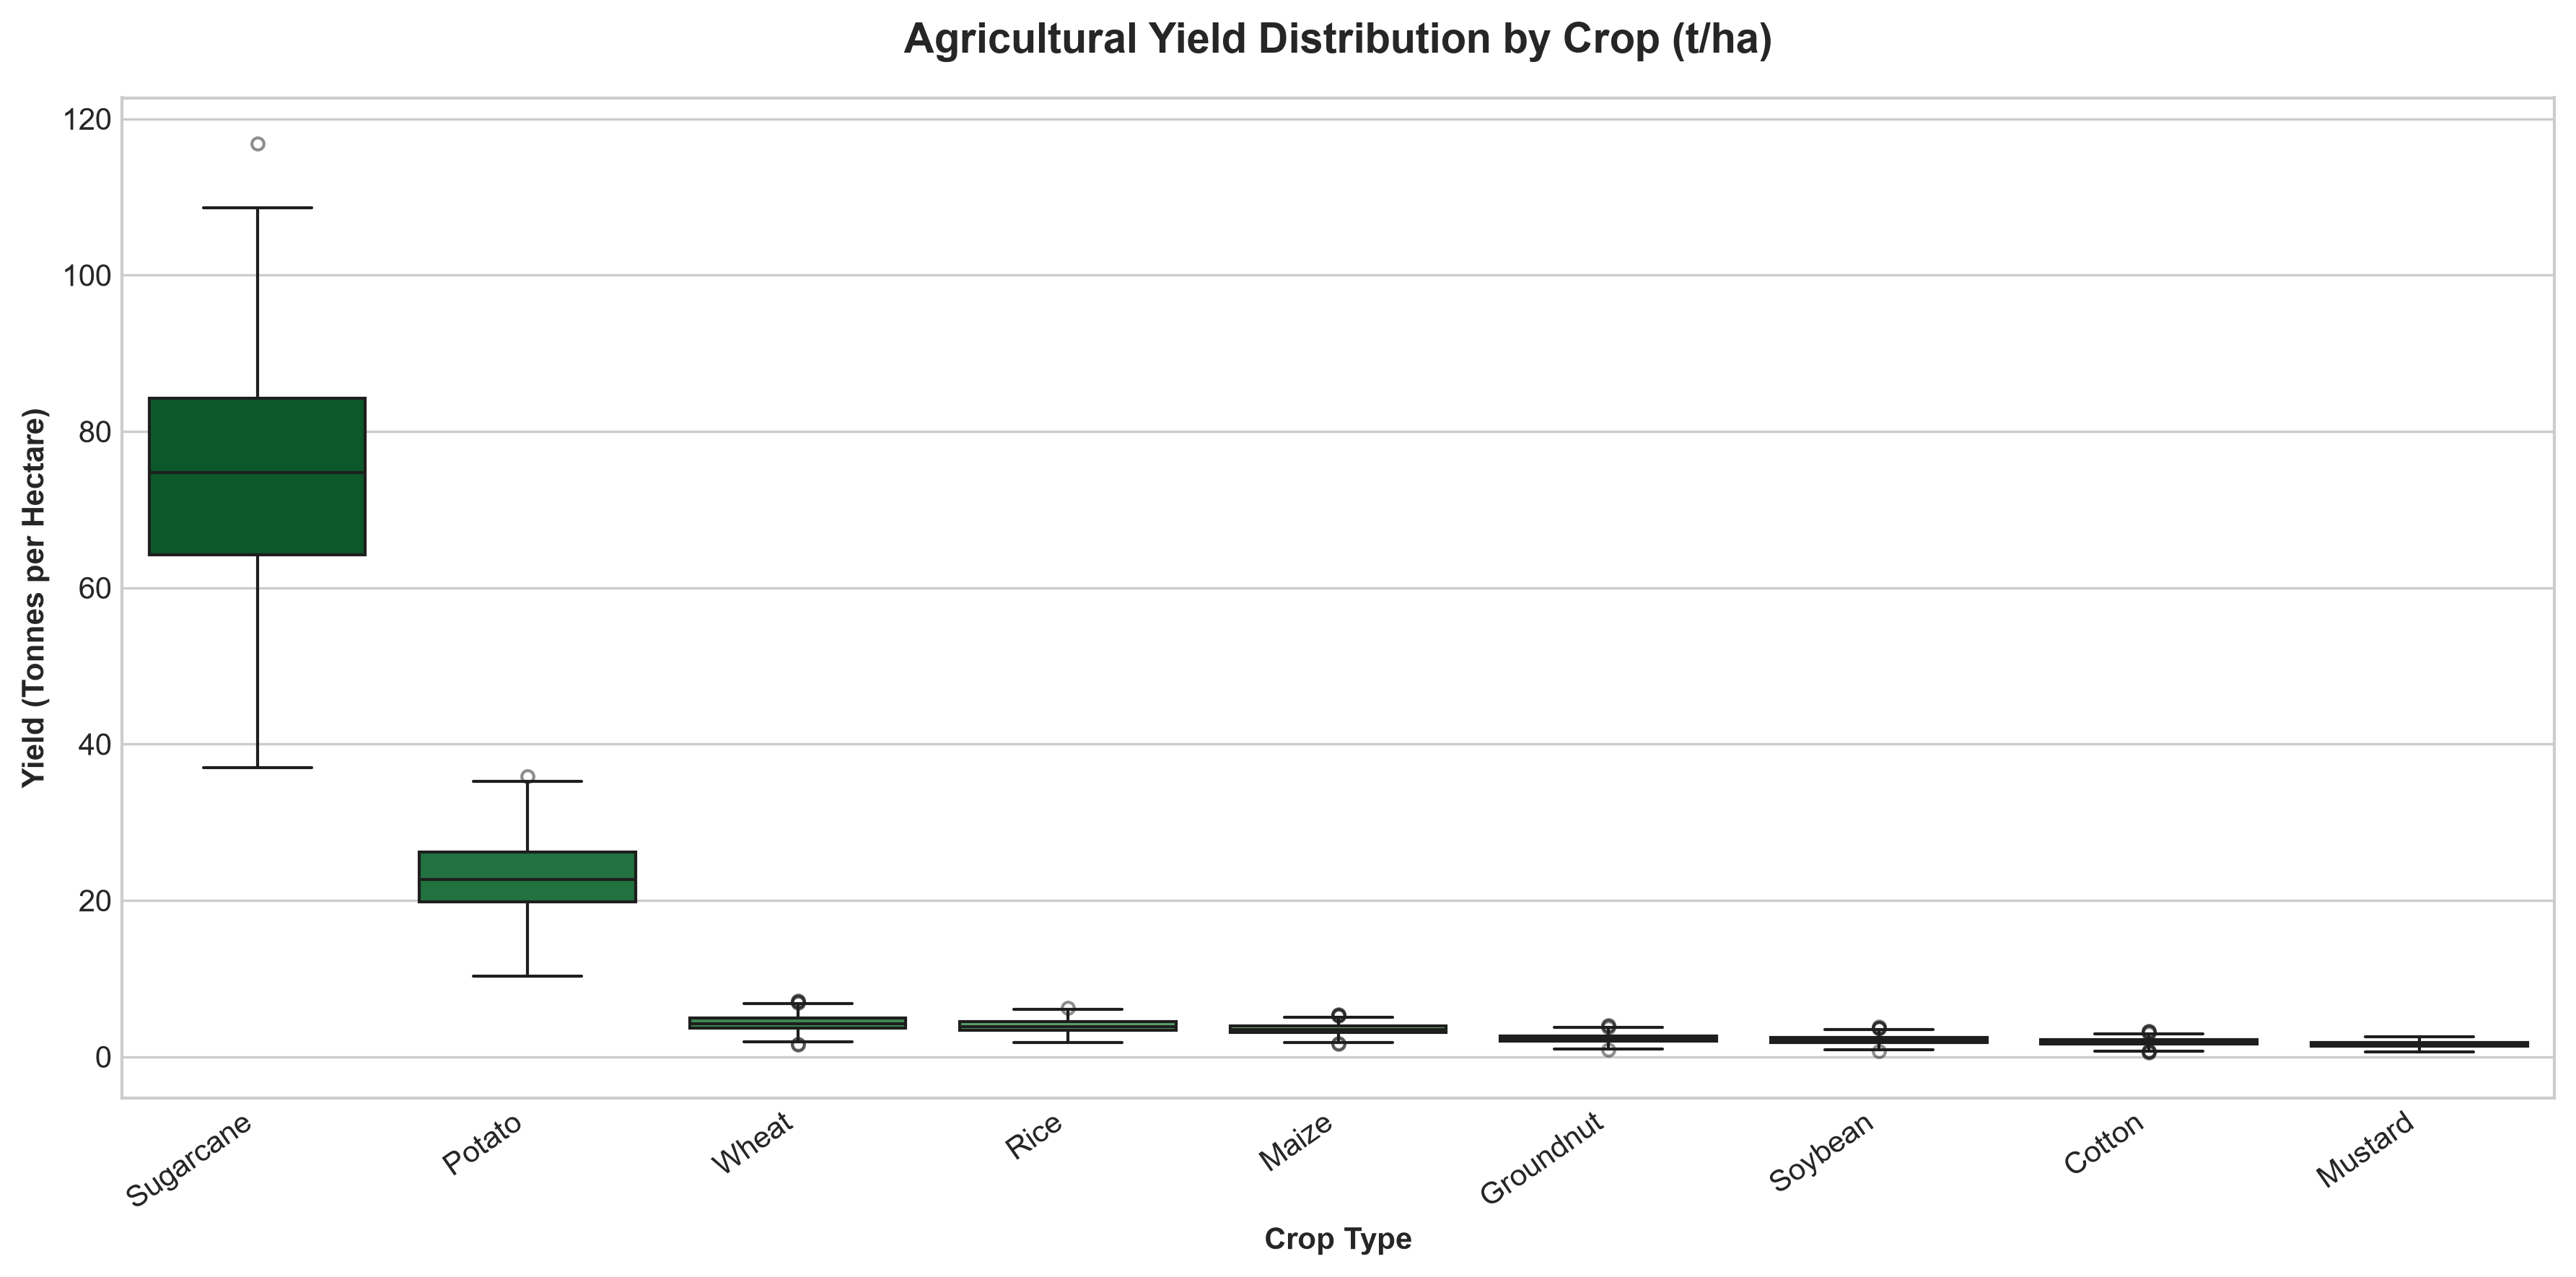 Agricultural Yield Distribution by Crop (t/ha)
Yield (Tonnes per Hectare)
120
100
80
60
40
20
0
Sugarcane
Potato
Wheat
Rice
Maize
Groundnut
Soybean
Cotton
Mustard
Crop Type